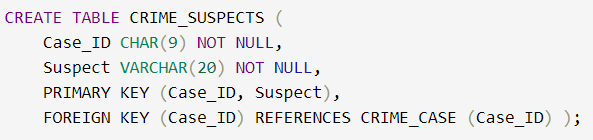 CREATE TABLE CRIME_SUSPECTS (
Case_ID CHAR(9) NOT NULL,
Suspect VARCHAR(20) NOT NULL,
PRIMARY KEY (Case_ID, Suspect),
FOREIGN KEY (Case_ID) REFERENCES CRIME_CASE (Case_ID) );